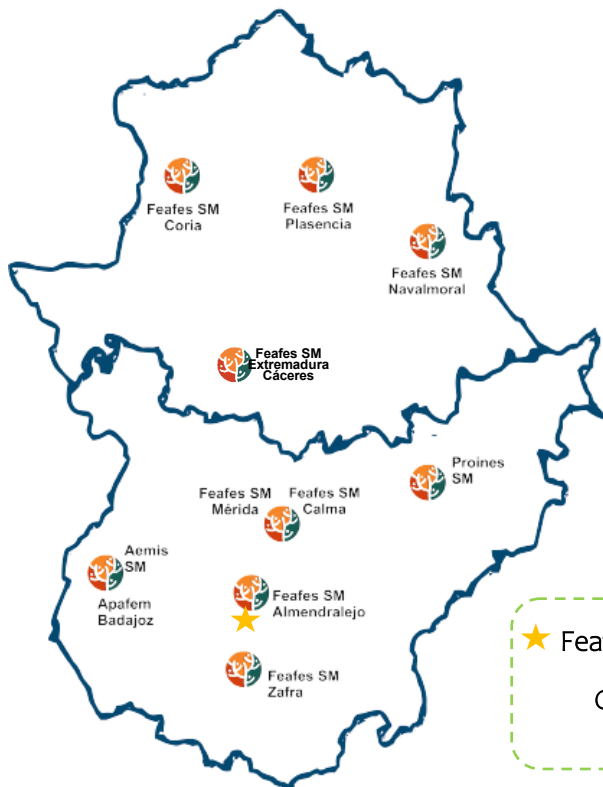 Feafes SM
Coria
Feafes SM
Plasencia
Feafes SM
Navalmoral
Feafes SM
Extremadura
Cáceres
Proines
SM
Feafes SM
Mérida
Feafes SM
Calma
Aemis
SM
Apafem
Badajoz
Feafes SM
Almendralejo
Feafes SM
Zafra